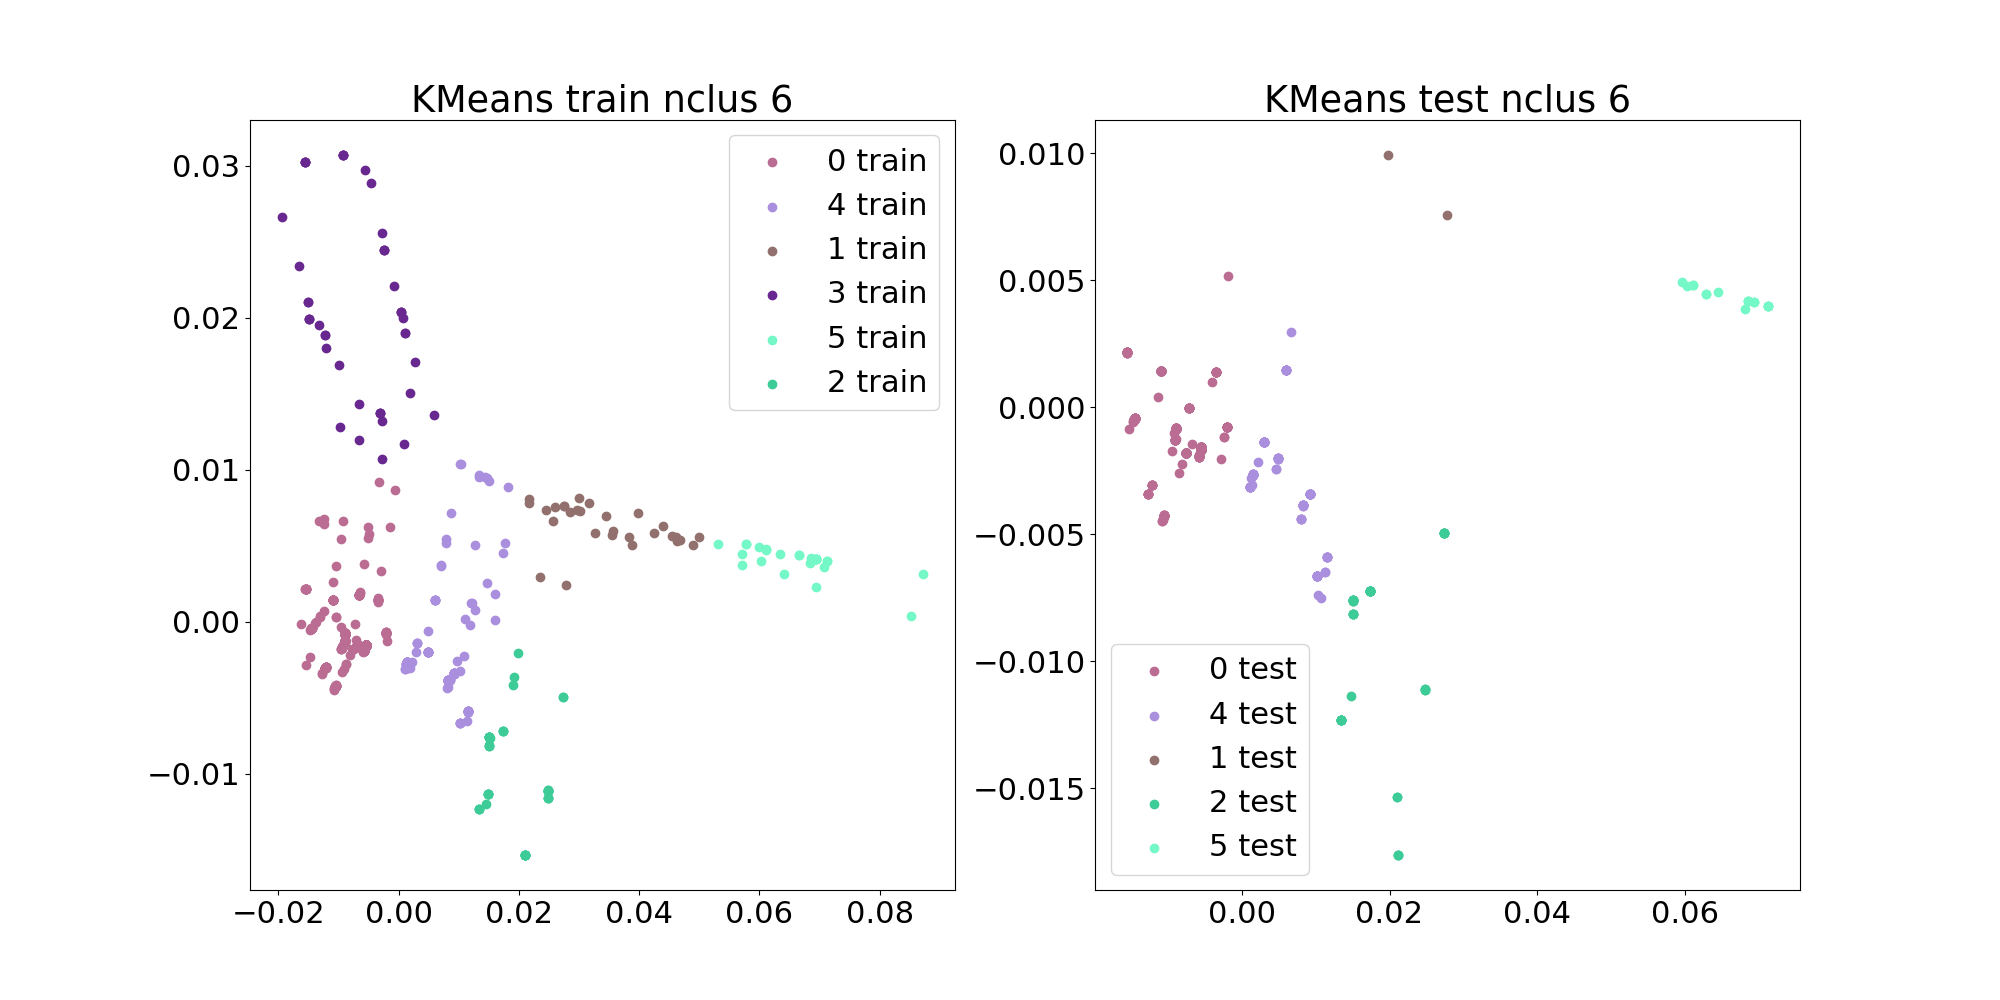 KMeans train nclus 6
0.03
0.02
0.01
0.00
−0.01
−0.02 0.00 0.02 0.04 0.06 0.08
0 train
4 train
1 train
3 train
5 train
2 train
KMeans test nclus 6
0.010
0.005
0.000
−0.005
−0.010
−0.015
0.00 0.02 0.04 0.06
0 test
4 test
1 test
2 test
5 test